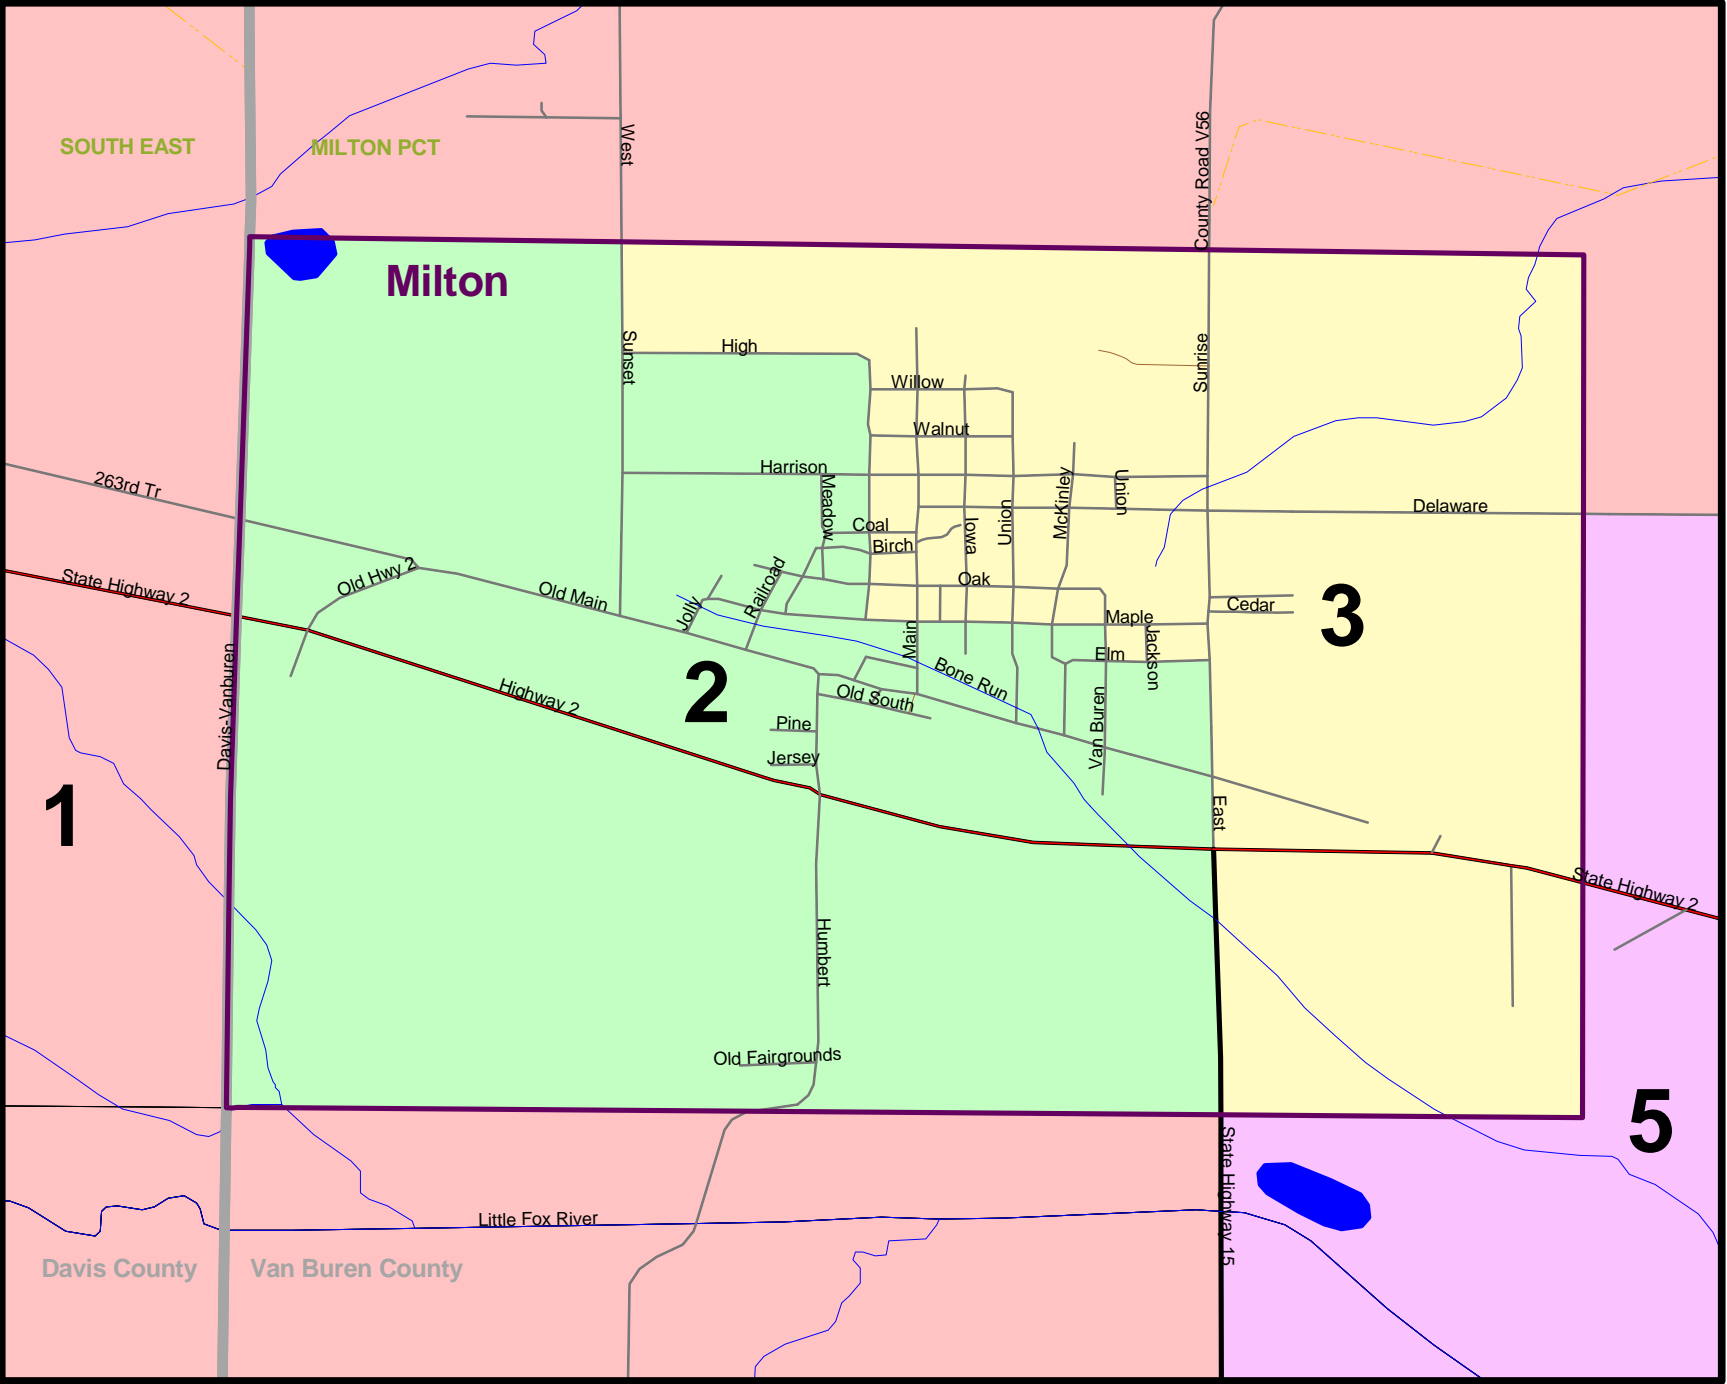 County Road V56
West
SOUTH EAST
MILTON PCT
Milton
High
Sunset
Sunrise
Willow
Walnut
Harrison
263rd Tr
Meadow
McKinley
Union
Delaware
Coal
Iowa
Union
Birch
State Highway 2
Old Hwy 2
Old Main
Railroad
Jolly
Oak
Cedar
3
Maple
Main
Jackson
Elm
Bone Run
Davis-Vanburen
2
Highway 2
Old South
Van Buren
Pine
Jersey
1
East
State Highway 2
Humbert
Old Fairgrounds
5
State Highway 15
Little Fox River
Davis County
Van Buren County